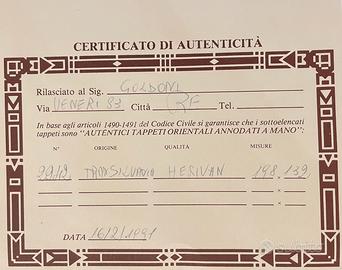 CERTIFICATO DI AUTENTICITÀ
Rilasciato al Sig. GOLDONI
Via VENERI 83 Città RE Tel.
In base agli articoli 1490-1491 del Codice Civile si garantisce che i sottoelencati
tappeti sono "AUTENTICI TAPPETI ORIENTALI ANNODATI A MANO":
N° ORIGINE QUALITÀ MISURE
TRANSILVANIA HERIVAN 198 x 139
x
x
DATA 16/2/1991